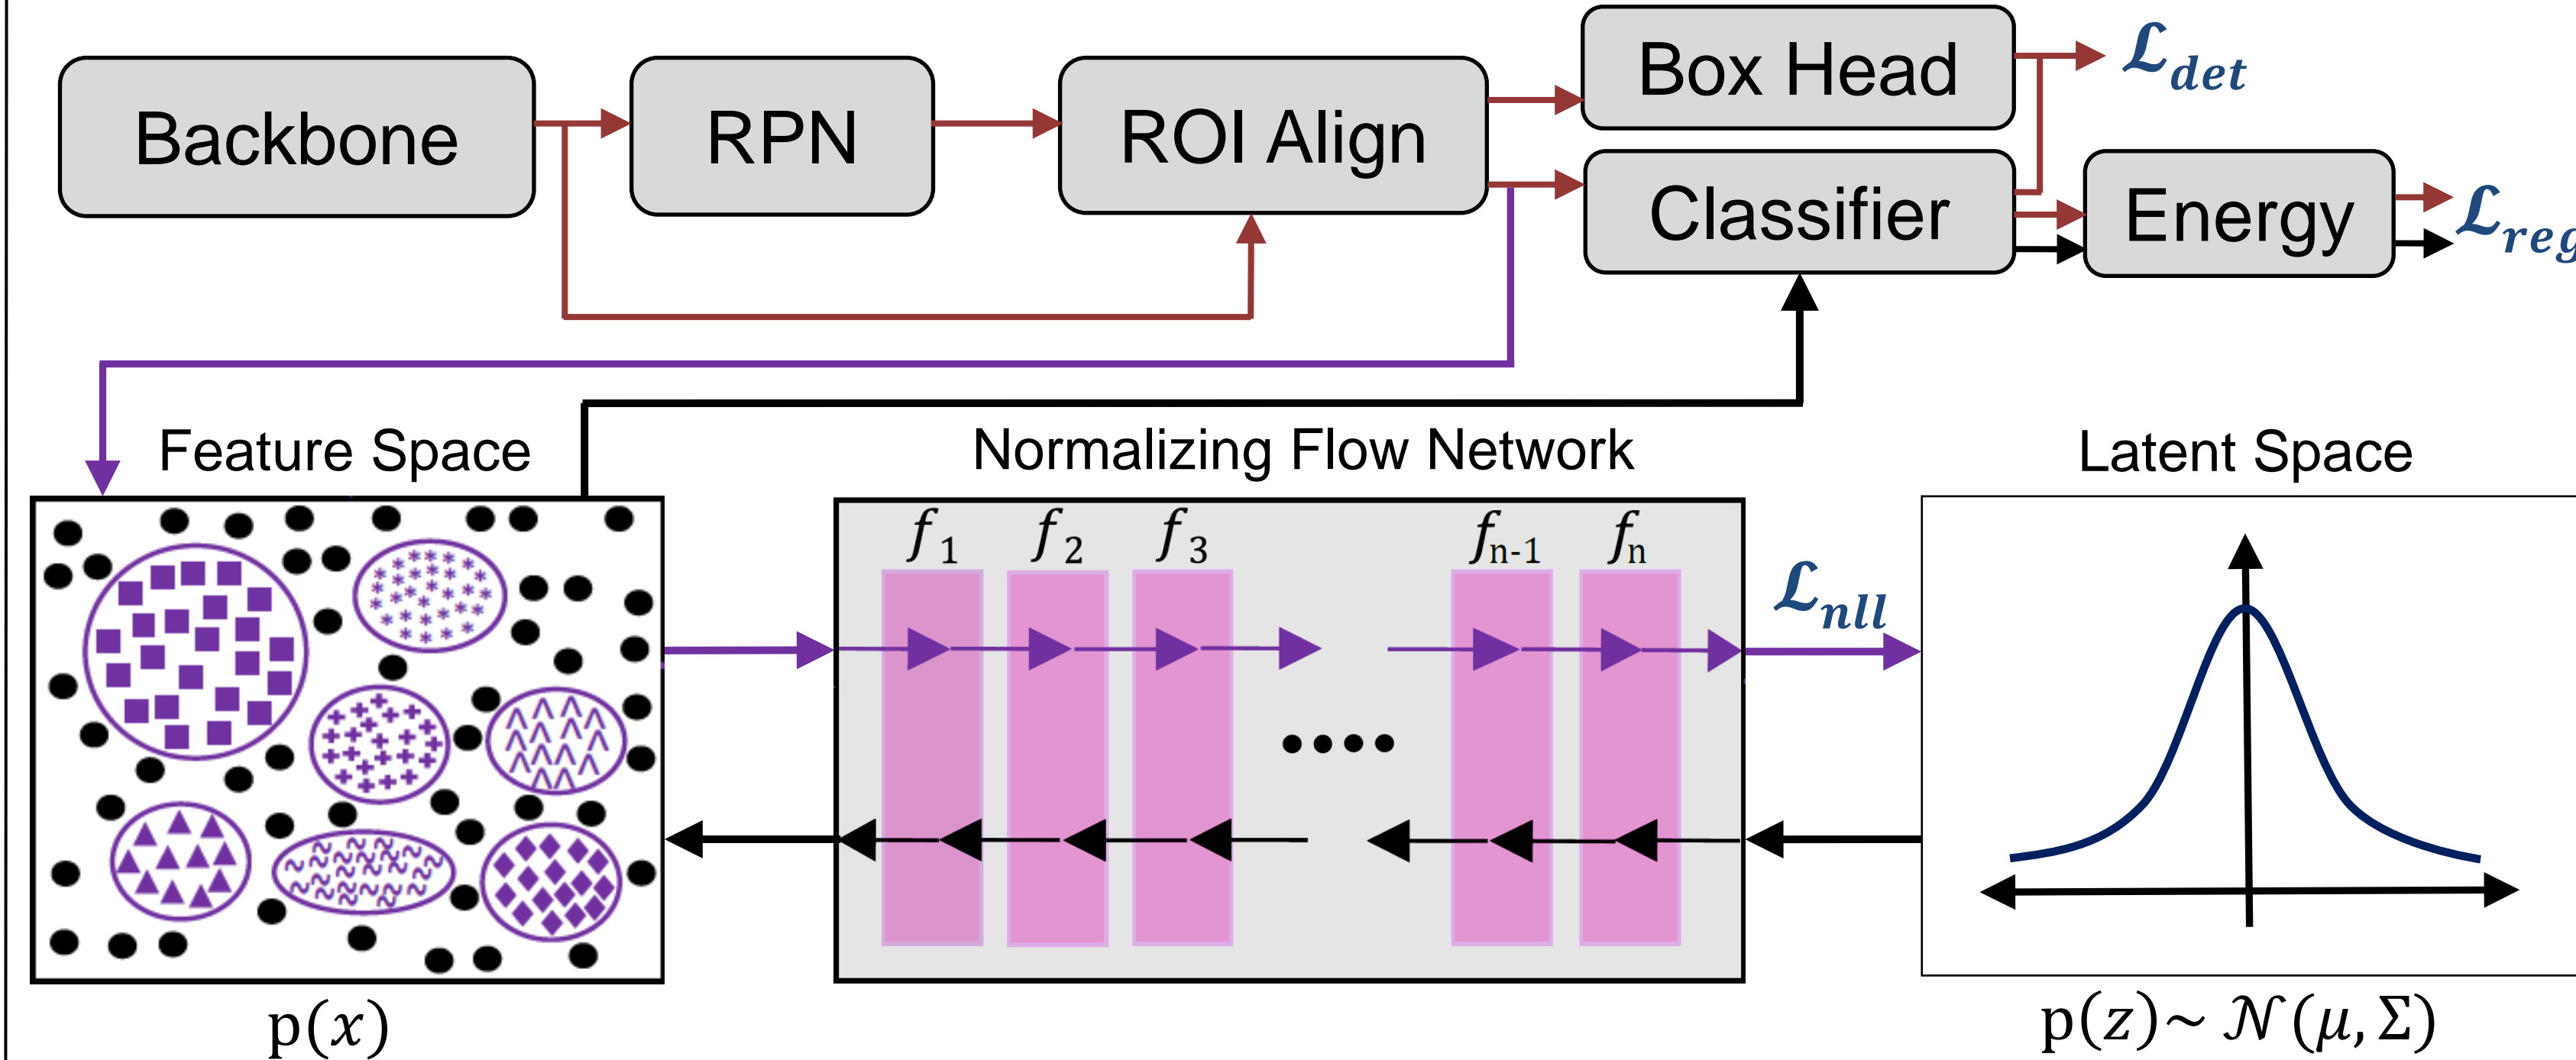 Backbone
RPN
ROI Align
Box Head
Classifier
Energy
ℒdet
ℒreg
Feature Space
Normalizing Flow Network
Latent Space
f1 f2 f3 fn-1 fn
ℒnll
p(x)
p(z)~ 𝒩(μ, Σ)